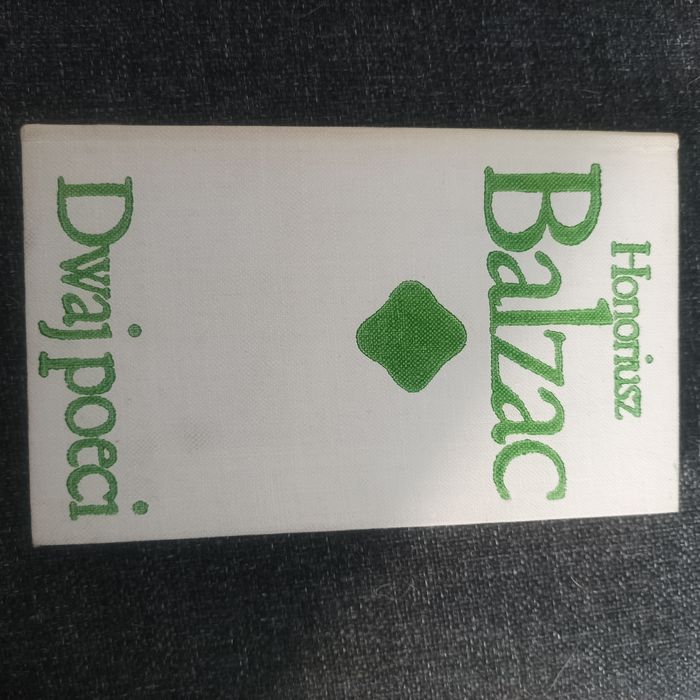 Honoriusz
Balzac
Dwaj poeci